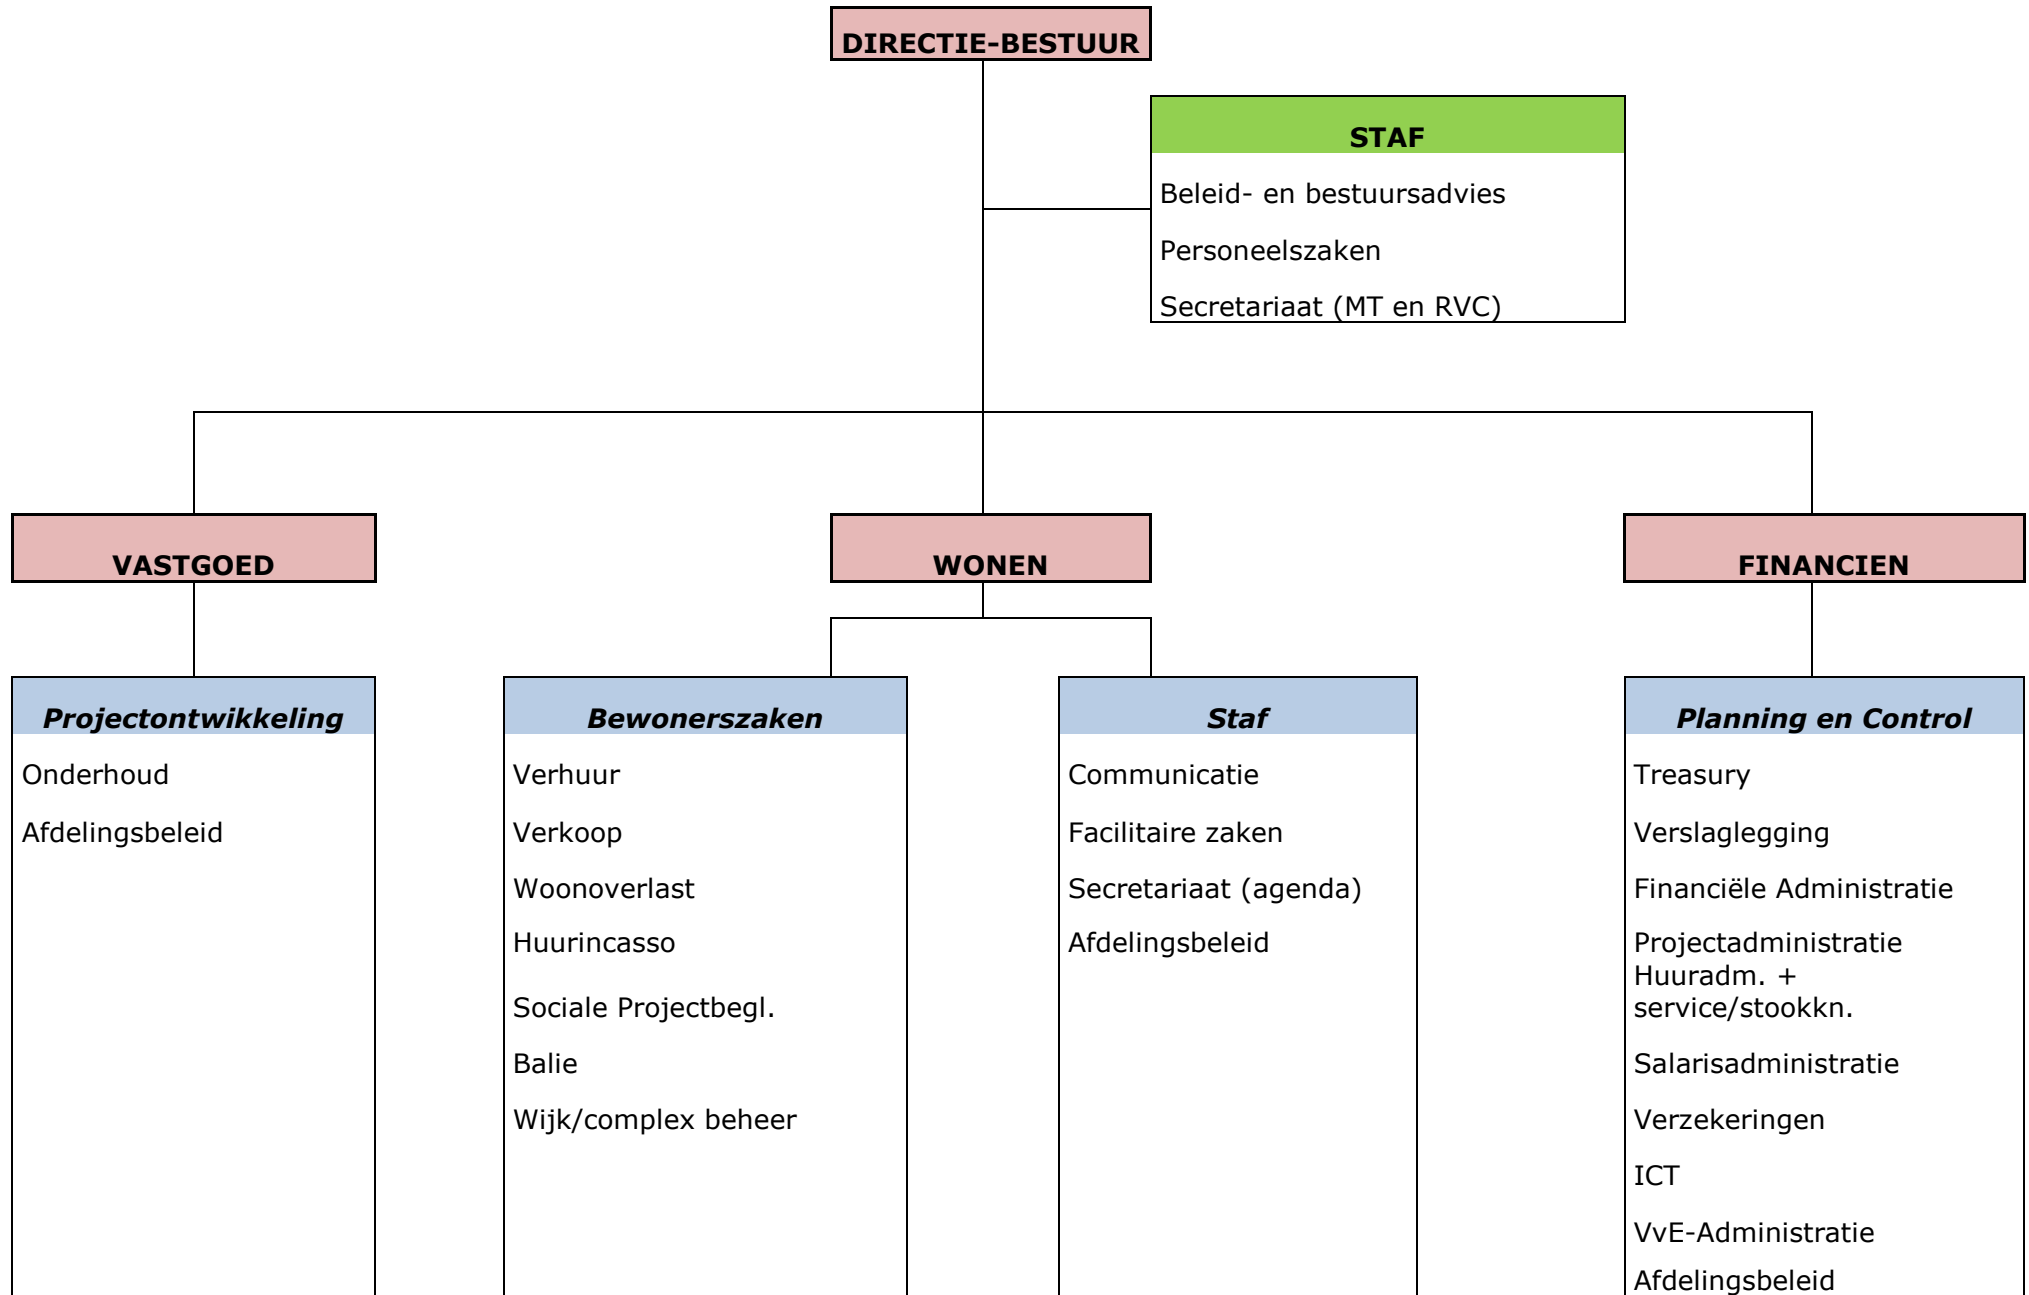 DIRECTIE-BESTUUR
STAF
Beleid- en bestuursadvies
Personeelszaken
Secretariaat (MT en RVC)
VASTGOED
WONEN
FINANCIEN
Projectontwikkeling
Onderhoud
Afdelingsbeleid
Bewonerszaken
Verhuur
Verkoop
Woonoverlast
Huurincasso
Sociale Projectbegl.
Balie
Wijk/complex beheer
Staf
Communicatie
Facilitaire zaken
Secretariaat (agenda)
Afdelingsbeleid
Planning en Control
Treasury
Verslaglegging
Financiële Administratie
Projectadministratie
Huuradm. +
service/stookkn.
Salarisadministratie
Verzekeringen
ICT
VvE-Administratie
Afdelingsbeleid